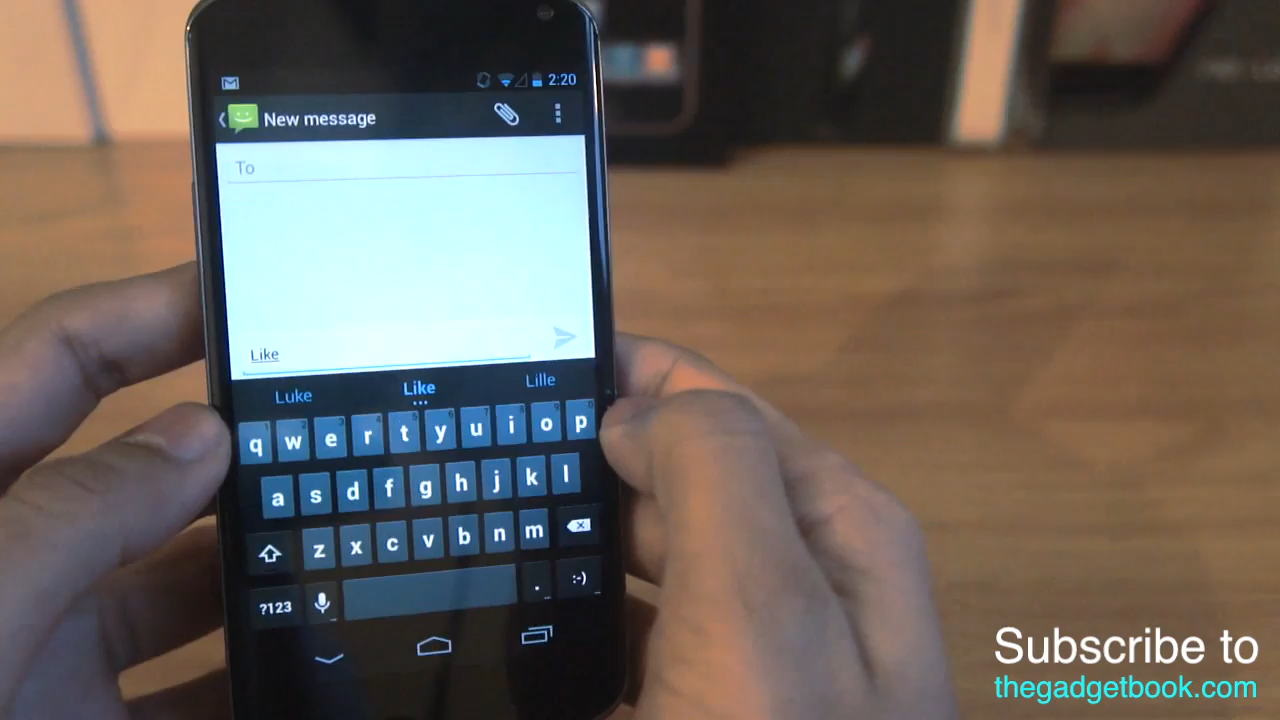 2:20
New message
To
Like
Luke Like Lille
q w e r t y u i o p
a s d f g h j k l
z x c v b n m
?123 . :-)
Subscribe to
thegadgetbook.com